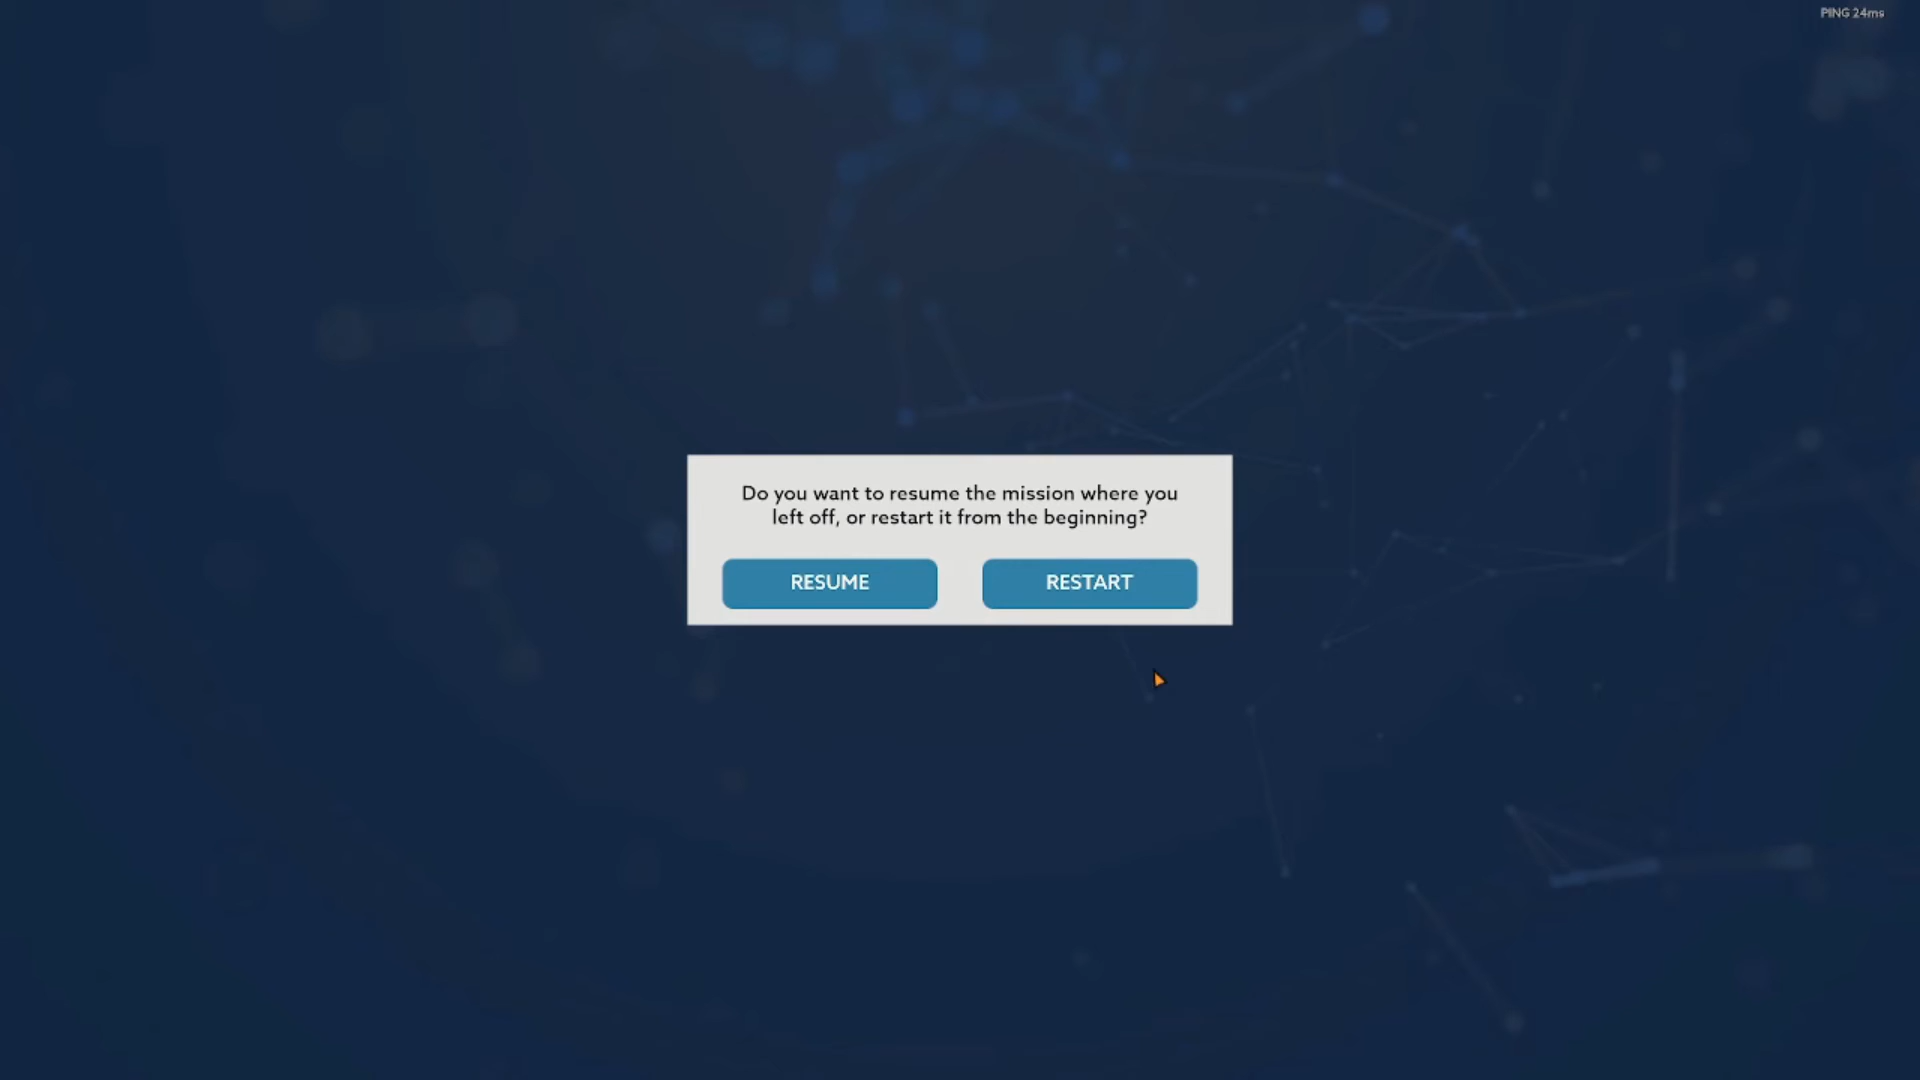 PING 24ms
Do you want to resume the mission where you
left off, or restart it from the beginning?
RESUME
RESTART